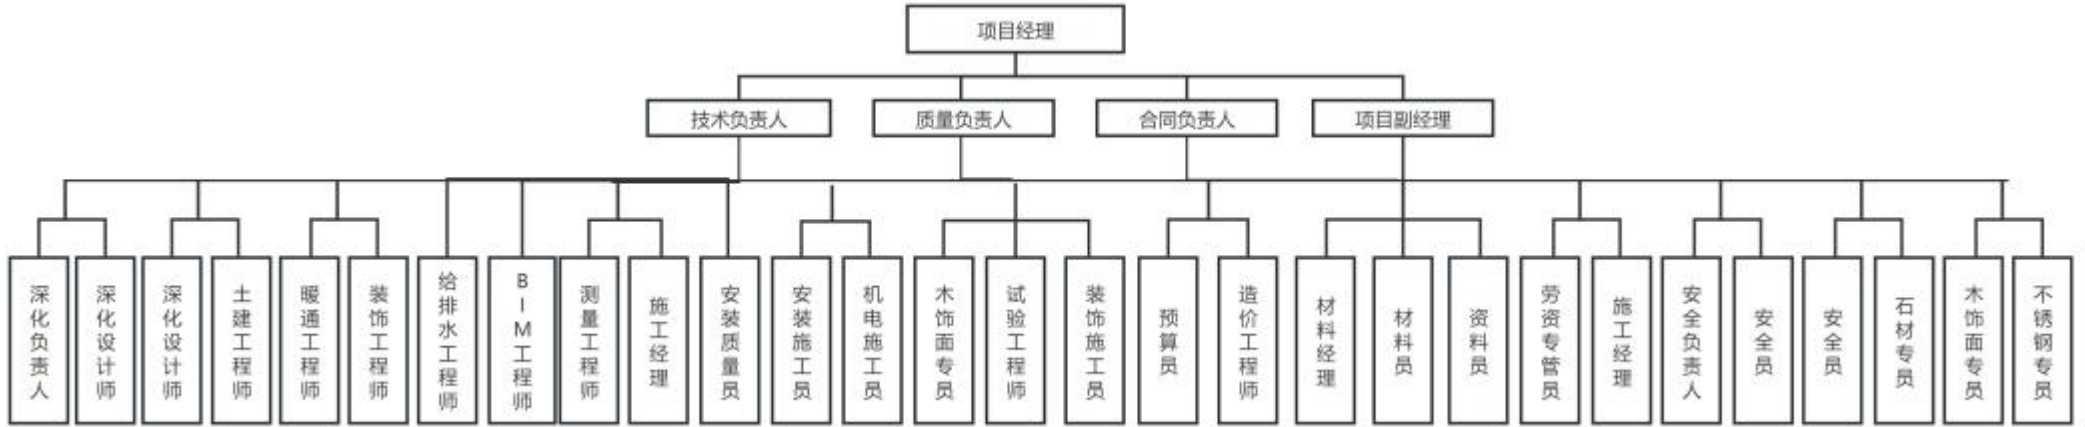 项目经理
技术负责人
质量负责人
合同负责人
项目副经理
深化负责人
深化设计师
深化设计师
土建工程师
暖通工程师
装饰工程师
给排水工程师
BIM工程师
测量工程师
施工经理
安装质量员
安装施工员
机电施工员
木饰面专员
试验工程师
装饰施工员
预算员
造价工程师
材料经理
材料员
资料员
劳资专管员
施工经理
安全负责人
安全员
安全员
石材专员
木饰面专员
不锈钢专员